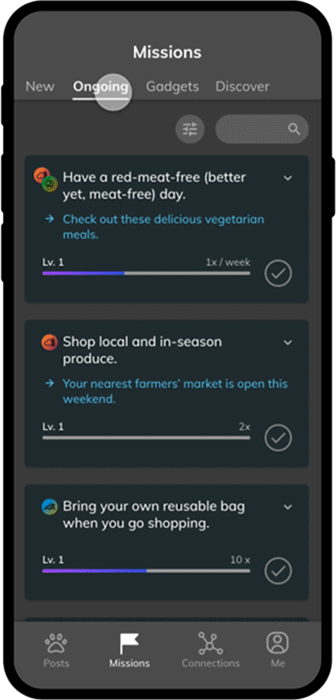 Missions
New Ongoing Gadgets Discover
Have a red-meat-free (better
yet, meat-free) day.
Check out these delicious vegetarian
meals.
Lv. 1 1x / week
Shop local and in-season
produce.
Your nearest farmers' market is open this
weekend.
Lv. 1 2x
Bring your own reusable bag
when you go shopping.
Lv. 1 10 x
Posts Missions Connections Me